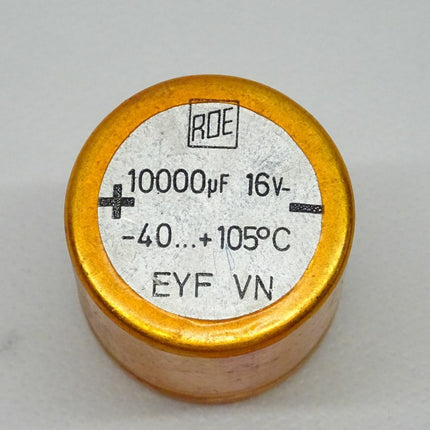 ROE
10000µF 16V-
+ −
-40...+105°C
EYF VN